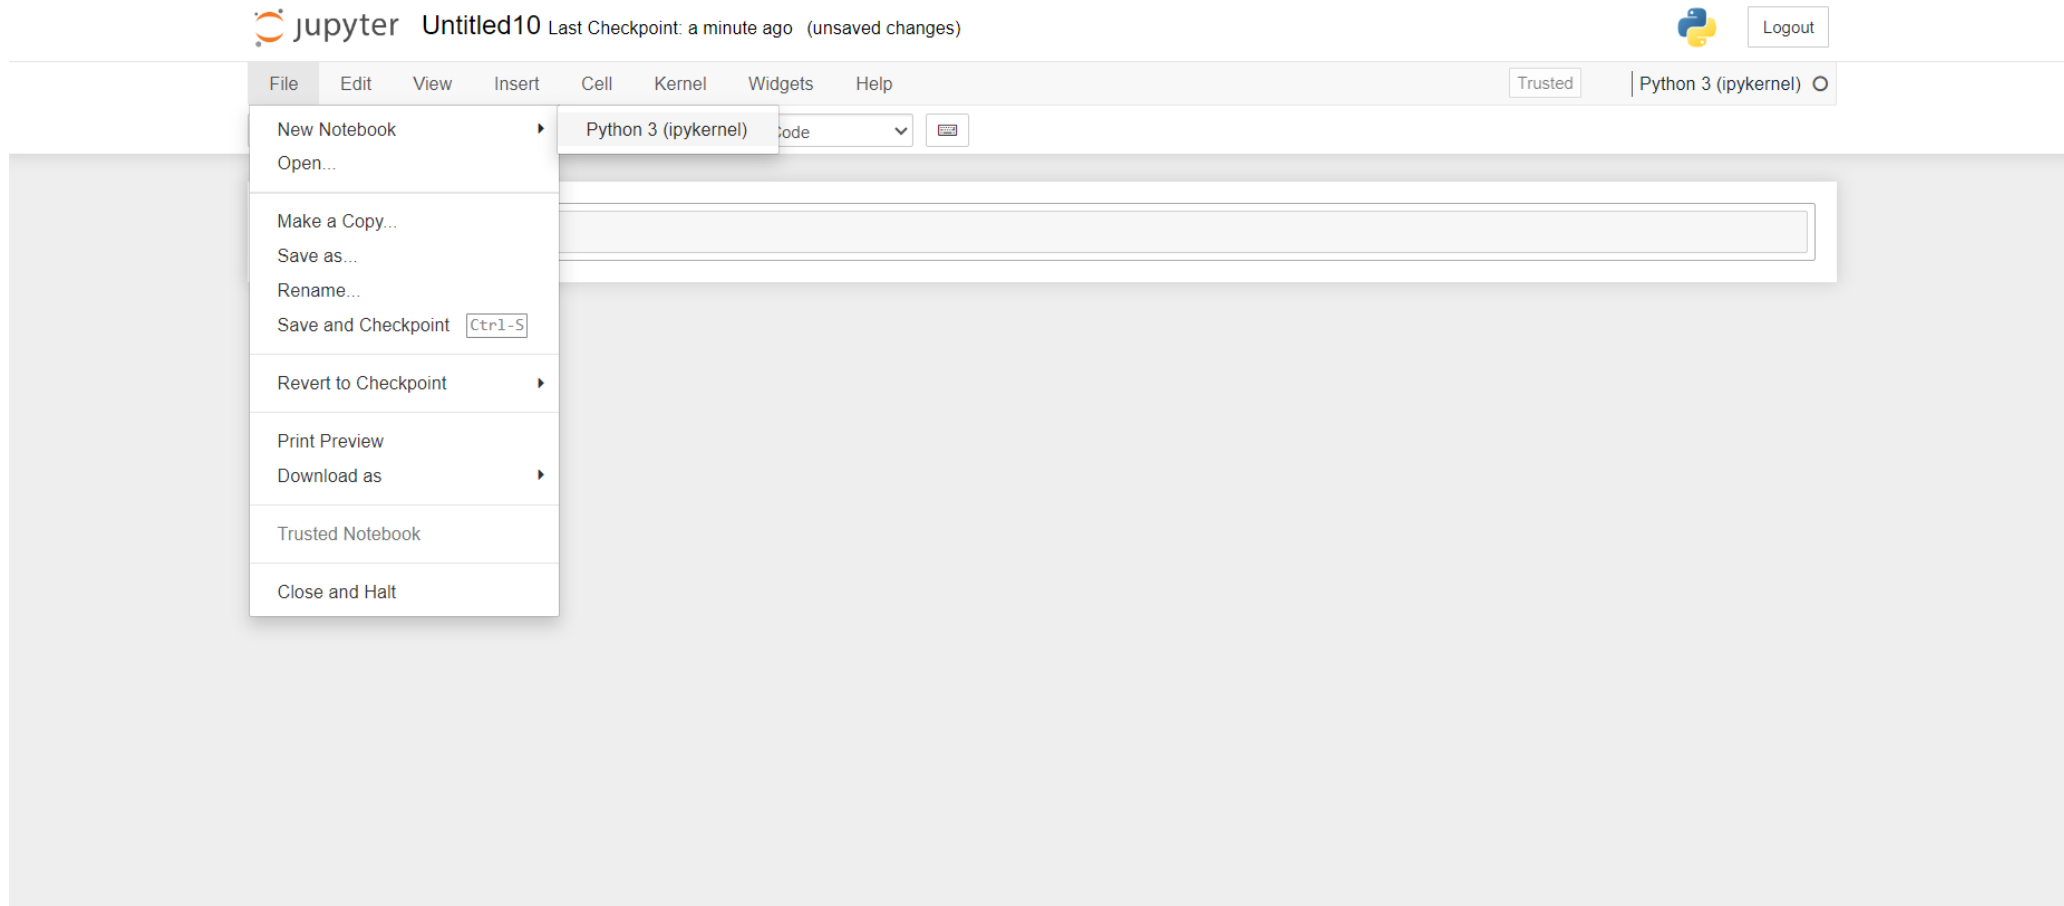 jupyter Untitled10 Last Checkpoint: a minute ago (unsaved changes) Logout
File Edit View Insert Cell Kernel Widgets Help Trusted Python 3 (ipykernel)
New Notebook Python 3 (ipykernel) Code
Open...
Make a Copy...
Save as...
Rename...
Save and Checkpoint Ctrl-S
Revert to Checkpoint
Print Preview
Download as
Trusted Notebook
Close and Halt